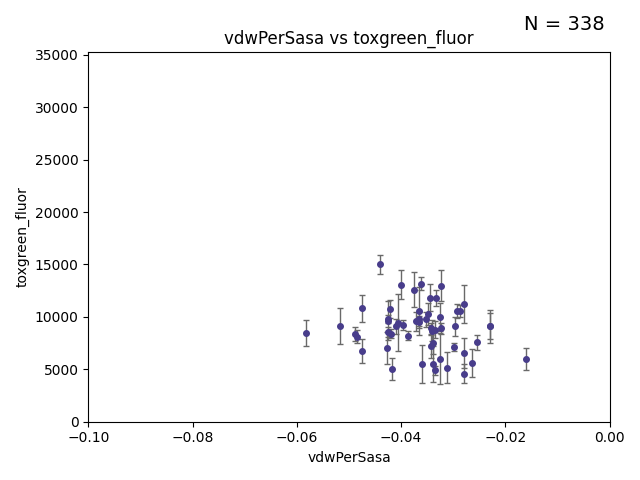 N = 338
vdwPerSasa vs toxgreen_fluor
35000
30000
25000
20000
15000
10000
5000
0
toxgreen_fluor
−0.10 −0.08 −0.06 −0.04 −0.02 0.00
vdwPerSasa